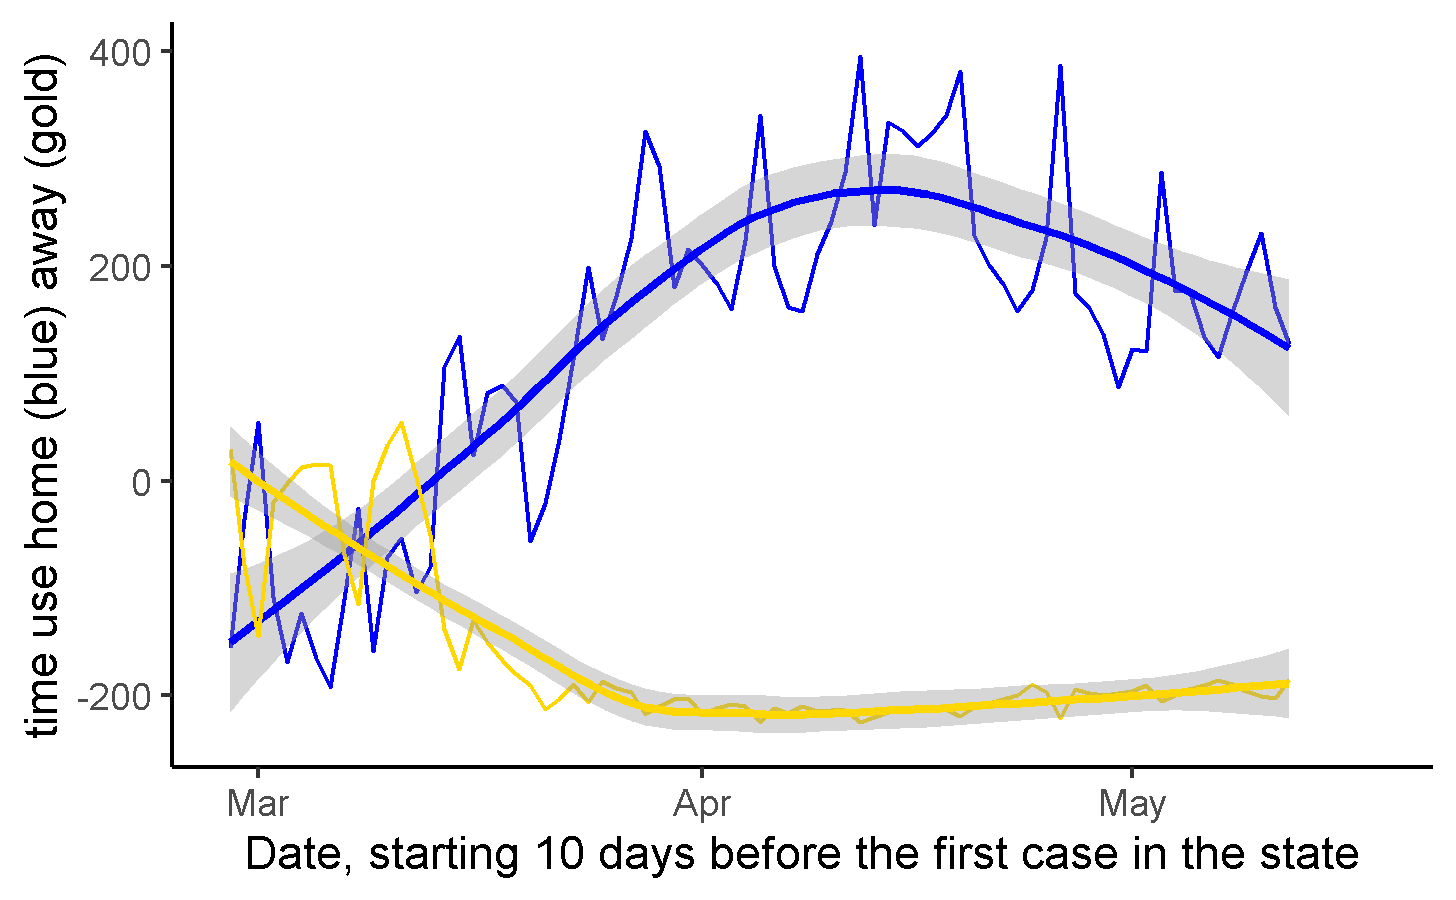 time use home (blue) away (gold)
400
200
0
-200
Mar
Apr
May
Date, starting 10 days before the first case in the state